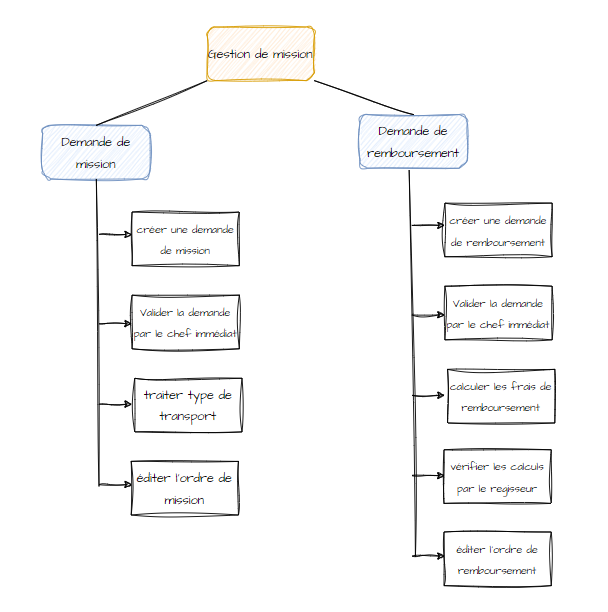 Gestion de mission
Demande de
mission
créer une demande
de mission
Valider la demande
par le chef immédiat
traiter type de
transport
éditer l'ordre de
mission
Demande de
remboursement
créer une demande
de remboursement
Valider la demande
par le chef immédiat
calculer les frais de
remboursement
vérifier les calculs
par le regisseur
éditer l'ordre de
remboursement